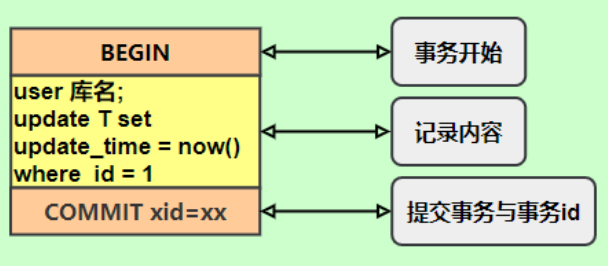 BEGIN
事务开始
user 库名;
update T set
update_time = now()
where id = 1
记录内容
COMMIT xid=xx
提交事务与事务id